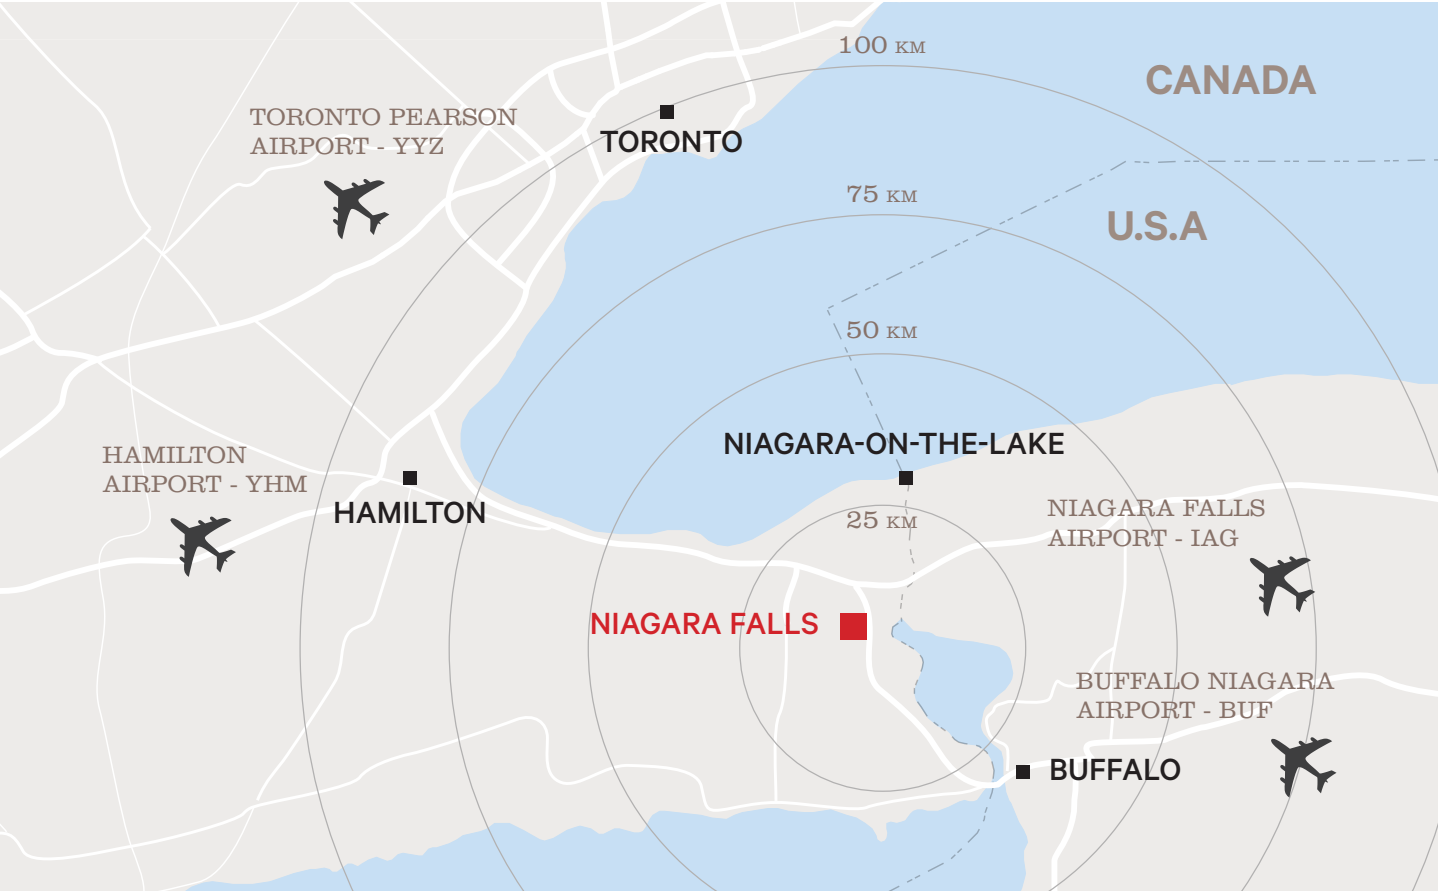 100 KM
CANADA
TORONTO PEARSON
AIRPORT - YYZ
TORONTO
75 KM
U.S.A
50 KM
NIAGARA-ON-THE-LAKE
HAMILTON
AIRPORT - YHM
HAMILTON
25 KM
NIAGARA FALLS
AIRPORT - IAG
NIAGARA FALLS
BUFFALO NIAGARA
AIRPORT - BUF
BUFFALO